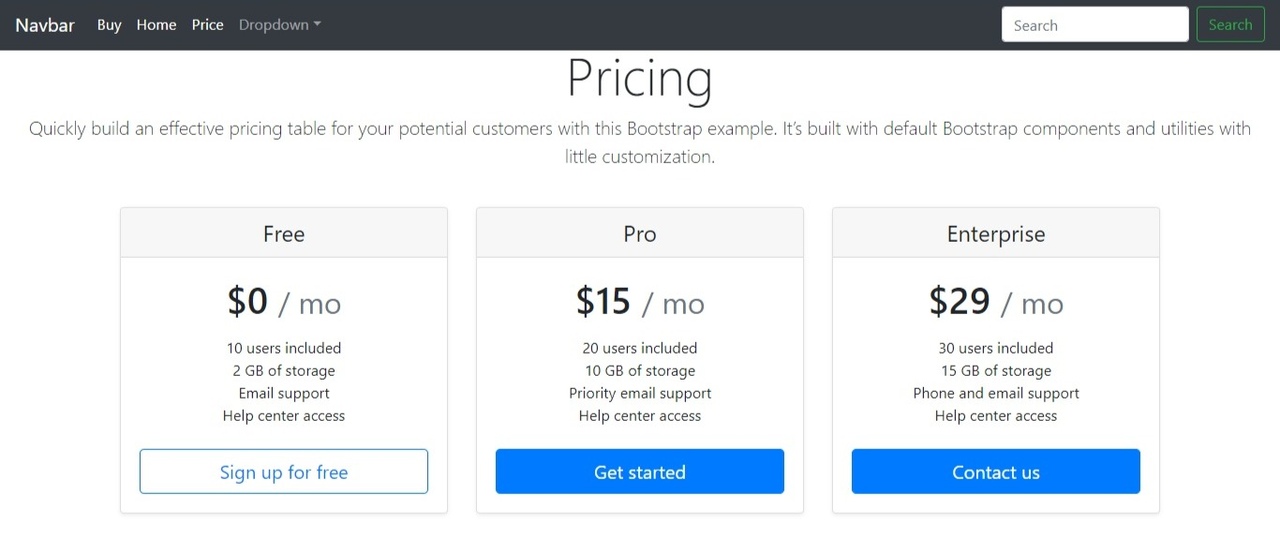 Navbar Buy Home Price Dropdown Search Search
Pricing
Quickly build an effective pricing table for your potential customers with this Bootstrap example. It’s built with default Bootstrap components and utilities with
little customization.
Free
$0 / mo
10 users included
2 GB of storage
Email support
Help center access
Sign up for free
Pro
$15 / mo
20 users included
10 GB of storage
Priority email support
Help center access
Get started
Enterprise
$29 / mo
30 users included
15 GB of storage
Phone and email support
Help center access
Contact us